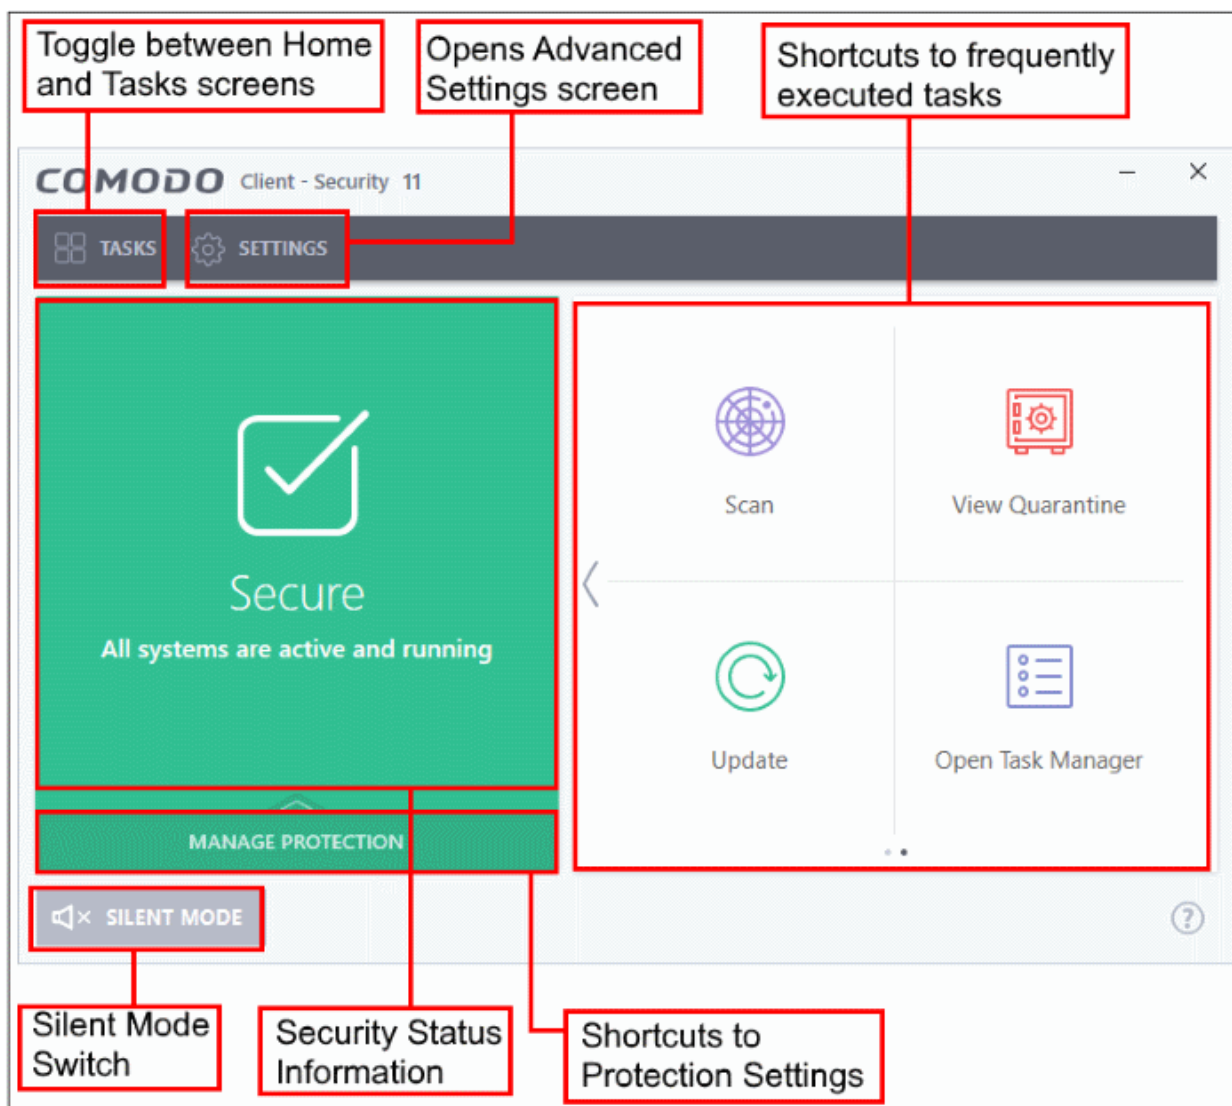 Toggle between Home
and Tasks screens
Opens Advanced
Settings screen
Shortcuts to frequently
executed tasks
COMODO Client - Security 11
TASKS
SETTINGS
Secure
All systems are active and running
MANAGE PROTECTION
Scan
View Quarantine
Update
Open Task Manager
SILENT MODE
?
Silent Mode
Switch
Security Status
Information
Shortcuts to
Protection Settings